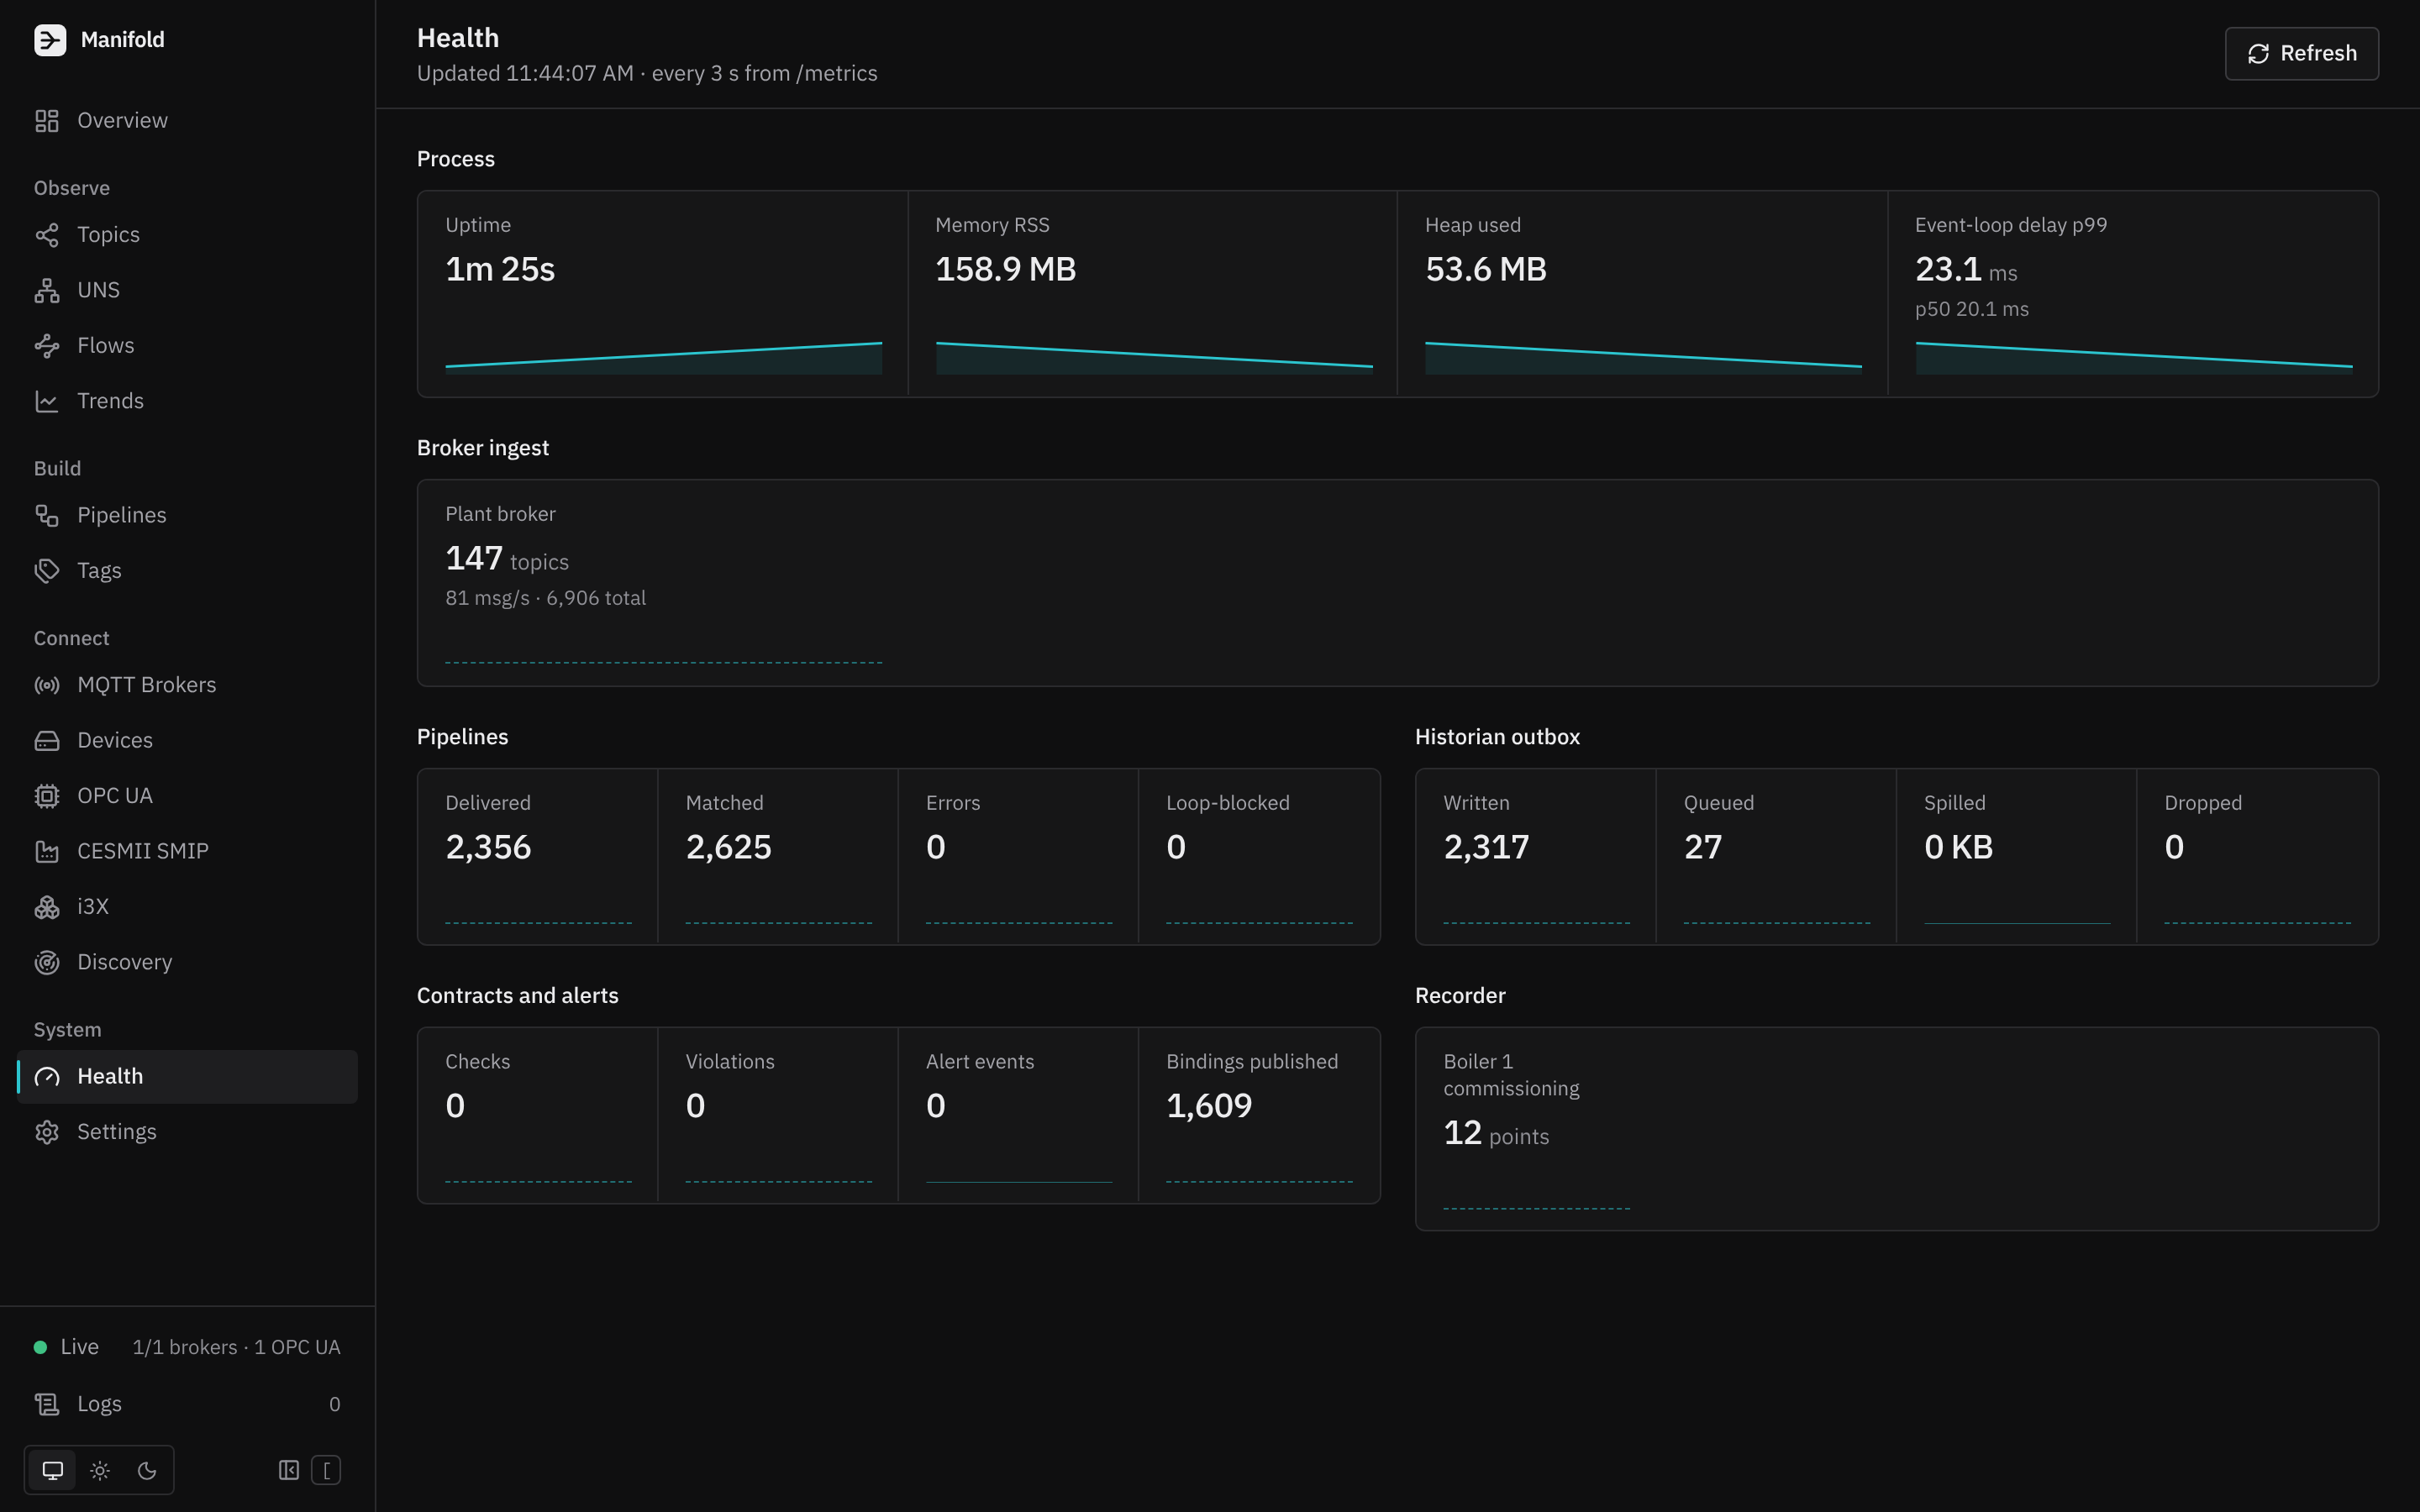 Manifold
Overview
Observe
Topics
UNS
Flows
Trends
Build
Pipelines
Tags
Connect
MQTT Brokers
Devices
OPC UA
CESMII SMIP
i3X
Discovery
System
Health
Settings
Live 1/1 brokers · 1 OPC UA
Logs 0
[
Health
Updated 11:44:07 AM · every 3 s from /metrics
Refresh
Process
Uptime
1m 25s
Memory RSS
158.9 MB
Heap used
53.6 MB
Event-loop delay p99
23.1 ms
p50 20.1 ms
Broker ingest
Plant broker
147 topics
81 msg/s · 6,906 total
Pipelines
Delivered
2,356
Matched
2,625
Errors
0
Loop-blocked
0
Historian outbox
Written
2,317
Queued
27
Spilled
0 KB
Dropped
0
Contracts and alerts
Checks
0
Violations
0
Alert events
0
Bindings published
1,609
Recorder
Boiler 1
commissioning
12 points